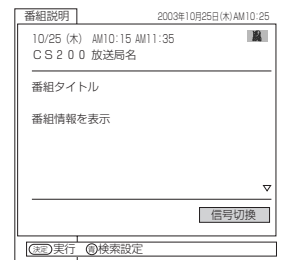 番組説明 2003年10月25日(木)AM10:25
10/25 (木) AM10:15 AM11:35
CS200 放送局名
番組タイトル
番組情報を表示
▽
信号切換
決定 実行 青 検索設定